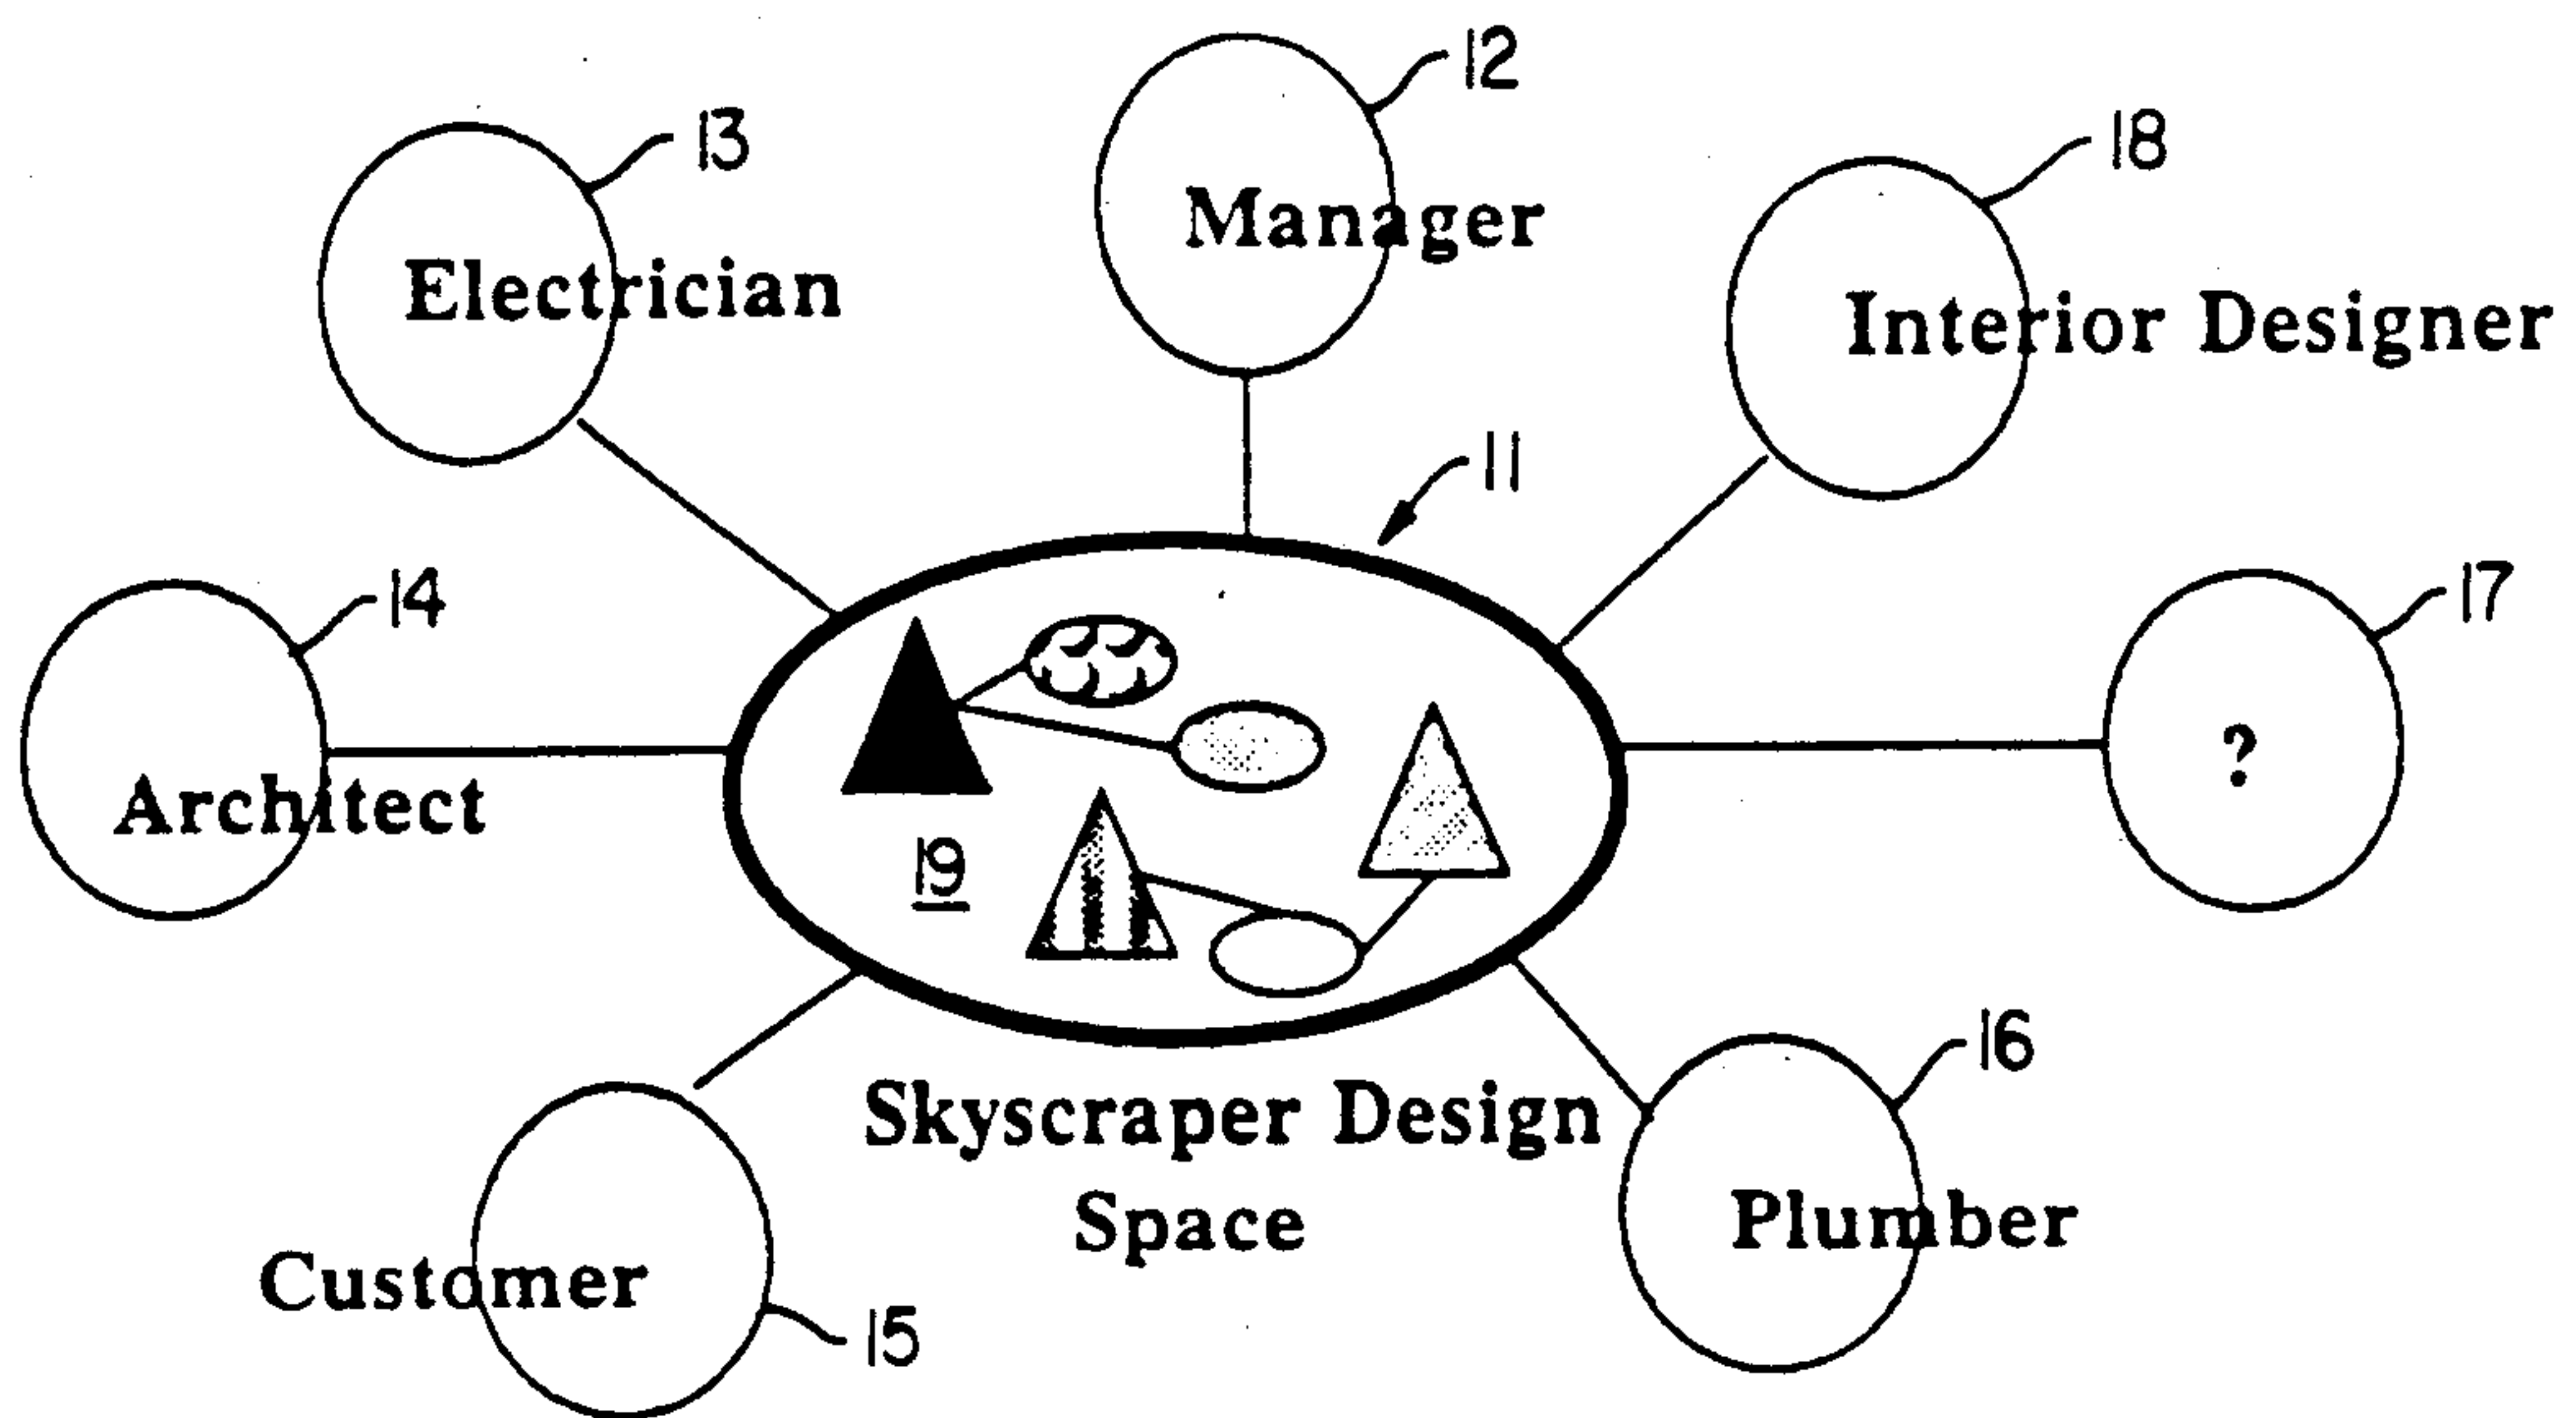 12
13
18
Manager
Electrician
Interior Designer
11
14
17
?
Architect
19
16
Skyscraper Design
Space
Plumber
Customer
15